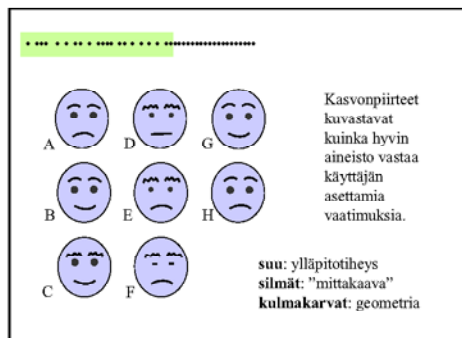 A
D
G
B
E
H
C
F
Kasvonpiirteet
kuvastavat
kuinka hyvin
aineisto vastaa
käyttäjän
asettamia
vaatimuksia.
suu: ylläpitotiheys
silmät: "mittakaava"
kulmakarvat: geometria